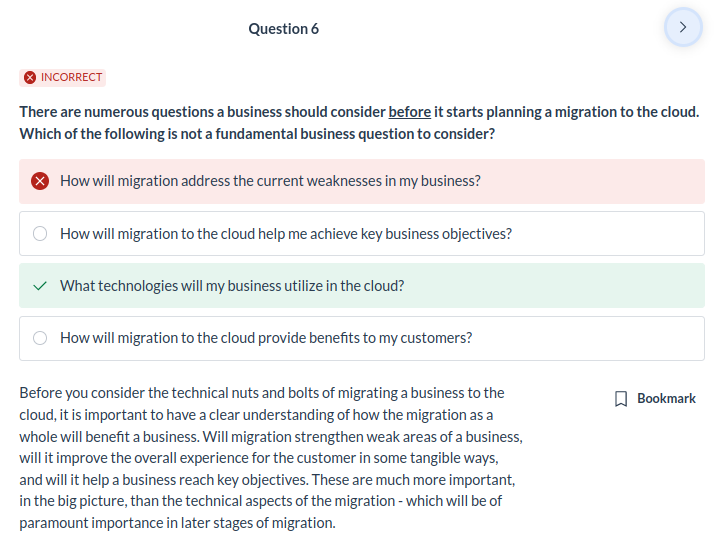 Question 6
INCORRECT
There are numerous questions a business should consider before it starts planning a migration to the cloud.
Which of the following is not a fundamental business question to consider?
How will migration address the current weaknesses in my business?
How will migration to the cloud help me achieve key business objectives?
What technologies will my business utilize in the cloud?
How will migration to the cloud provide benefits to my customers?
Before you consider the technical nuts and bolts of migrating a business to the
cloud, it is important to have a clear understanding of how the migration as a
whole will benefit a business. Will migration strengthen weak areas of a business,
will it improve the overall experience for the customer in some tangible ways,
and will it help a business reach key objectives. These are much more important,
in the big picture, than the technical aspects of the migration - which will be of
paramount importance in later stages of migration.
Bookmark